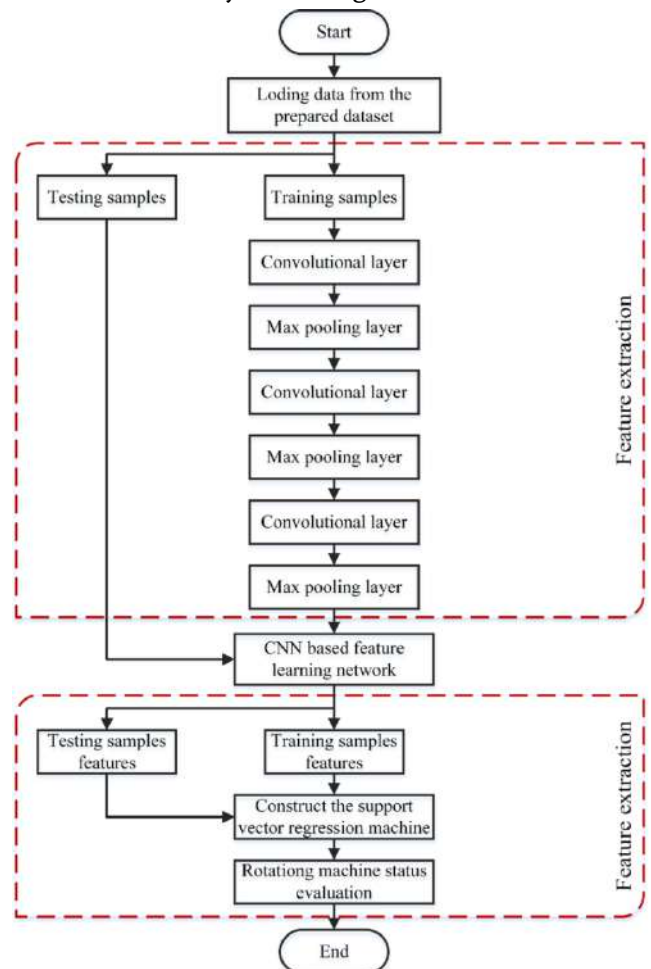 Start
Loding data from the
prepared dataset
Testing samples
Training samples
Convolutional layer
Max pooling layer
Convolutional layer
Max pooling layer
Convolutional layer
Max pooling layer
Feature extraction
CNN based feature
learning network
Testing samples
features
Training samples
features
Construct the support
vector regression machine
Rotationg machine status
evaluation
Feature extraction
End